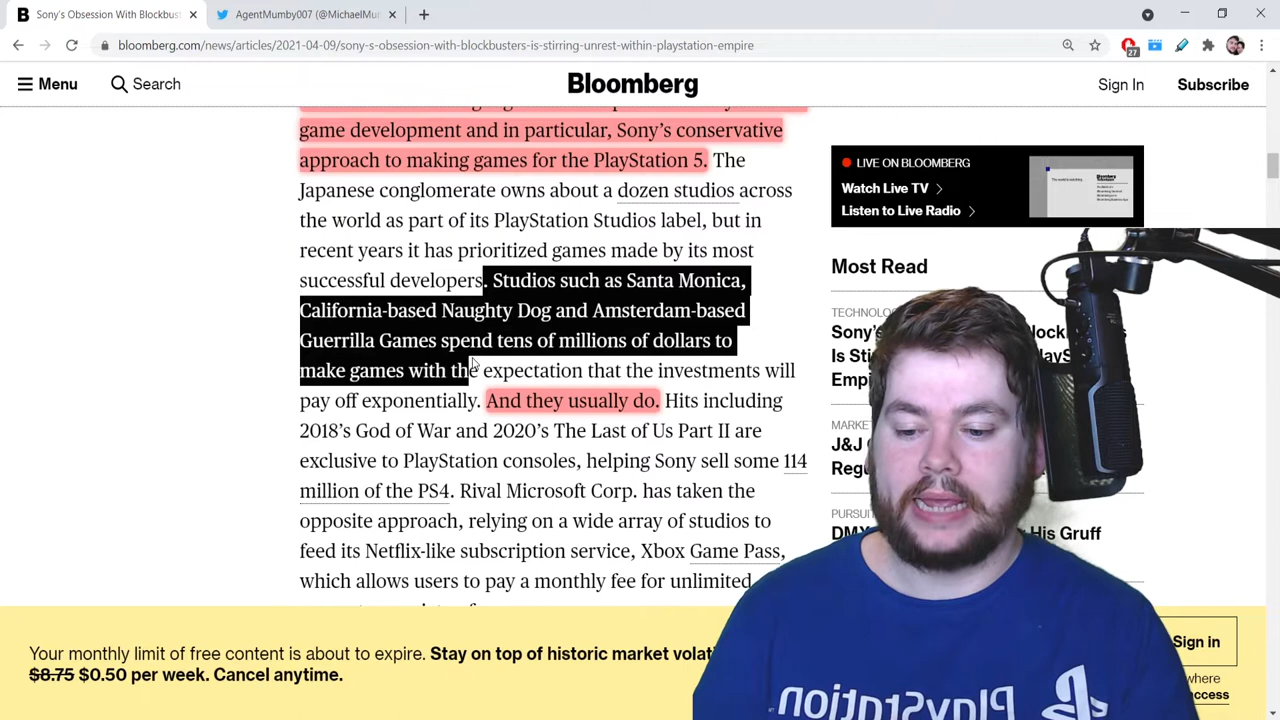 Sony's Obsession With Blockbus
AgentMumby007 (@MichaelMu
bloomberg.com/news/articles/2021-04-09/sony-s-obsession-with-blockbusters-is-stirring-unrest-within-playstation-empire
27
Menu
Search
Bloomberg
Sign In
Subscribe
game development and in particular, Sony's conservative
approach to making games for the PlayStation 5. The
Japanese conglomerate owns about a dozen studios across
the world as part of its PlayStation Studios label, but in
recent years it has prioritized games made by its most
successful developers. Studios such as Santa Monica,
California-based Naughty Dog and Amsterdam-based
Guerrilla Games spend tens of millions of dollars to
make games with the expectation that the investments will
pay off exponentially. And they usually do. Hits including
2018's God of War and 2020's The Last of Us Part II are
exclusive to PlayStation consoles, helping Sony sell some 114
million of the PS4. Rival Microsoft Corp. has taken the
opposite approach, relying on a wide array of studios to
feed its Netflix-like subscription service, Xbox Game Pass,
which allows users to pay a monthly fee for unlimited
LIVE ON BLOOMBERG
Watch Live TV
Listen to Live Radio
Most Read
TECHNOLO
Sony's
Is Stir
Empi
MARKET
J&J
Regu
PURSUIT
DMX His Gruff
Your monthly limit of free content is about to expire. Stay on top of historic market volat
$8.75 $0.50 per week. Cancel anytime.
Sign in
where
access
PlayStation